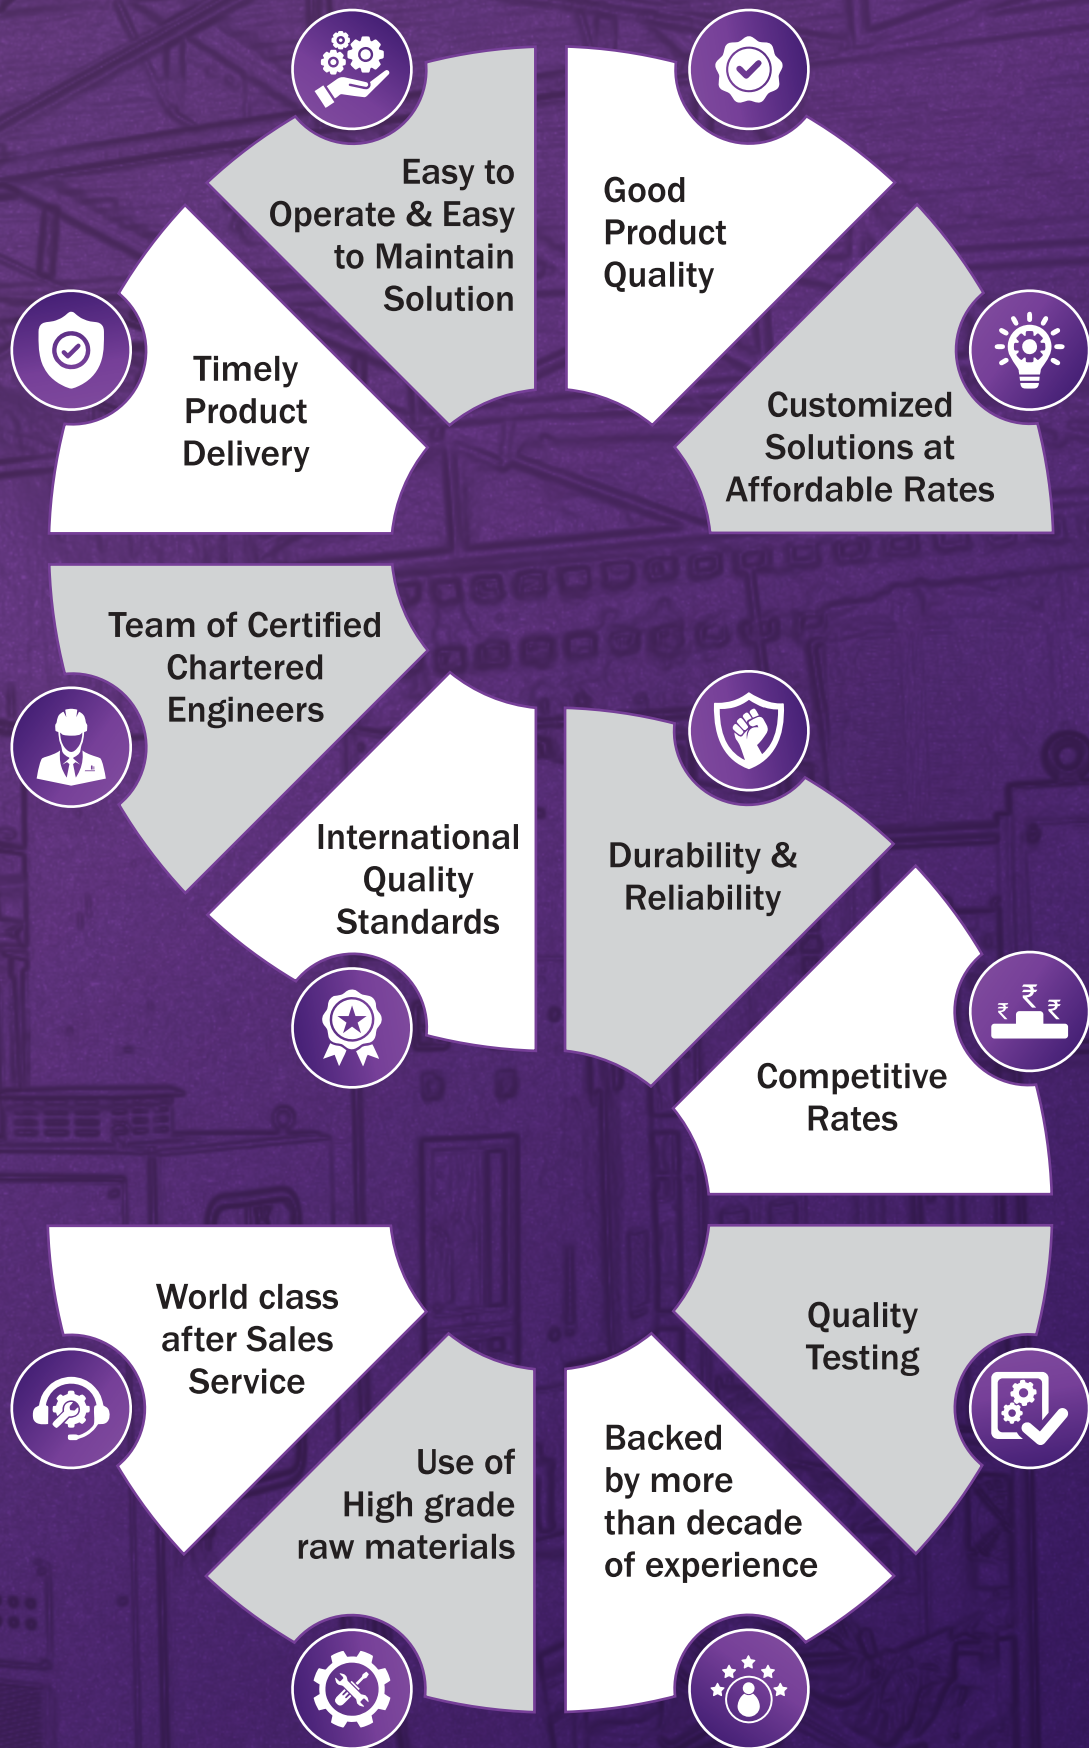 Easy to
Operate & Easy
to Maintain
Solution
Good
Product
Quality
Timely
Product
Delivery
Customized
Solutions at
Affordable Rates
Team of Certified
Chartered
Engineers
International
Quality
Standards
Durability &
Reliability
₹
₹
₹
Competitive
Rates
World class
after Sales
Service
Quality
Testing
Use of
High grade
raw materials
Backed
by more
than decade
of experience